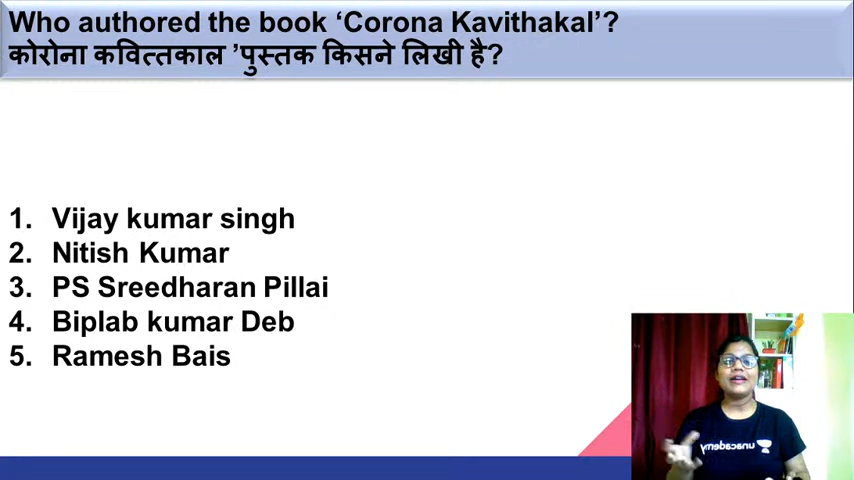 Who authored the book ‘Corona Kavithakal’?
कोरोना कवित्तकाल ’पुस्तक किसने लिखी है?
1. Vijay kumar singh
2. Nitish Kumar
3. PS Sreedharan Pillai
4. Biplab kumar Deb
5. Ramesh Bais
unacademy